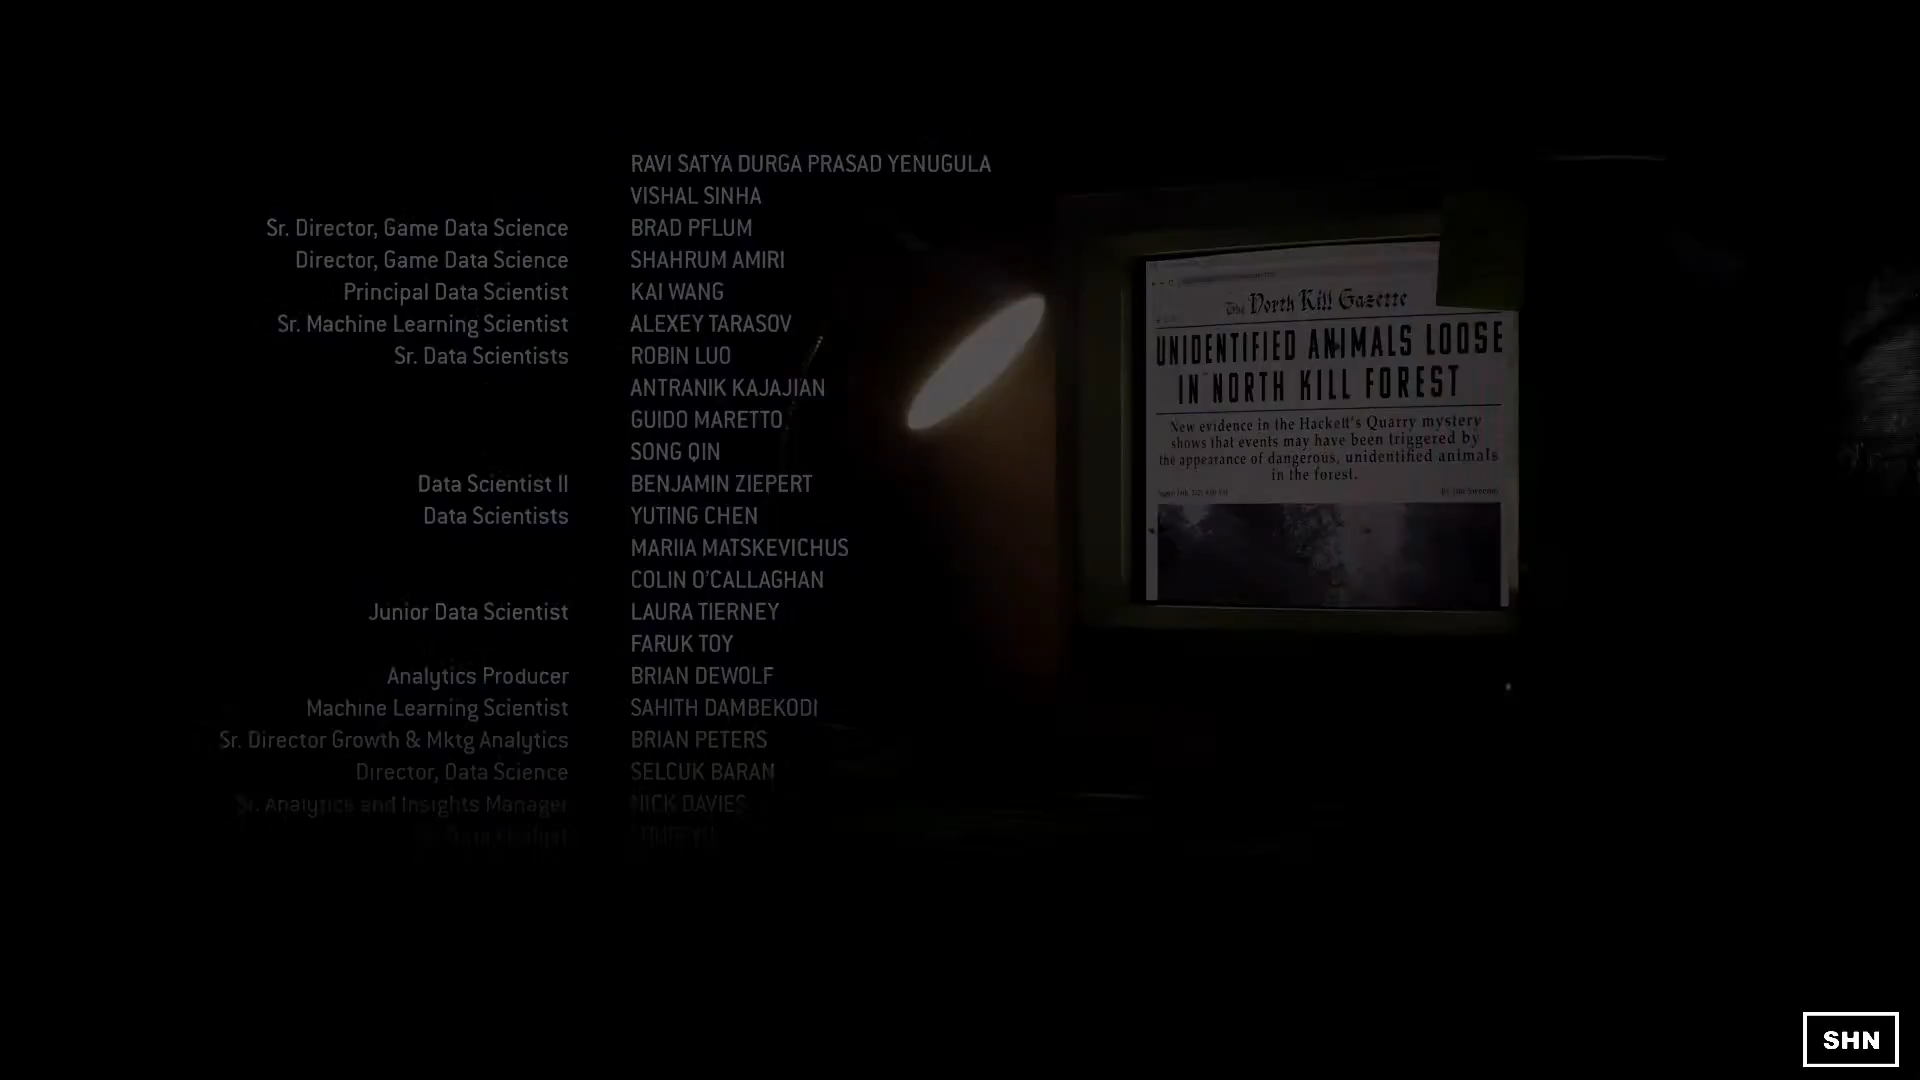 RAVI SATYA DURGA PRASAD YENUGULA
VISHAL SINHA
Sr. Director, Game Data Science BRAD PFLUM
Director, Game Data Science SHAHRUM AMIRI
Principal Data Scientist KAI WANG
Sr. Machine Learning Scientist ALEXEY TARASOV
Sr. Data Scientists ROBIN LUO
ANTRANIK KAJAJIAN
GUIDO MARETTO
SONG QIN
Data Scientist II BENJAMIN ZIEPERT
Data Scientists YUTING CHEN
MARIIA MATSKEVICHUS
COLIN O'CALLAGHAN
Junior Data Scientist LAURA TIERNEY
FARUK TOY
Analytics Producer BRIAN DEWOLF
Machine Learning Scientist SAHITH DAMBEKODI
Sr. Director Growth & Mktg Analytics BRIAN PETERS
Director, Data Science SELCUK BARAN
Sr. Analytics and Insights Manager NICK DAVIES
Data Analyst
The North Kill Gazette
UNIDENTIFIED ANIMALS LOOSE
IN NORTH KILL FOREST
New evidence in the Hackett's Quarry mystery
shows that events may have been triggered by
the appearance of dangerous, unidentified animals
in the forest.
SHN